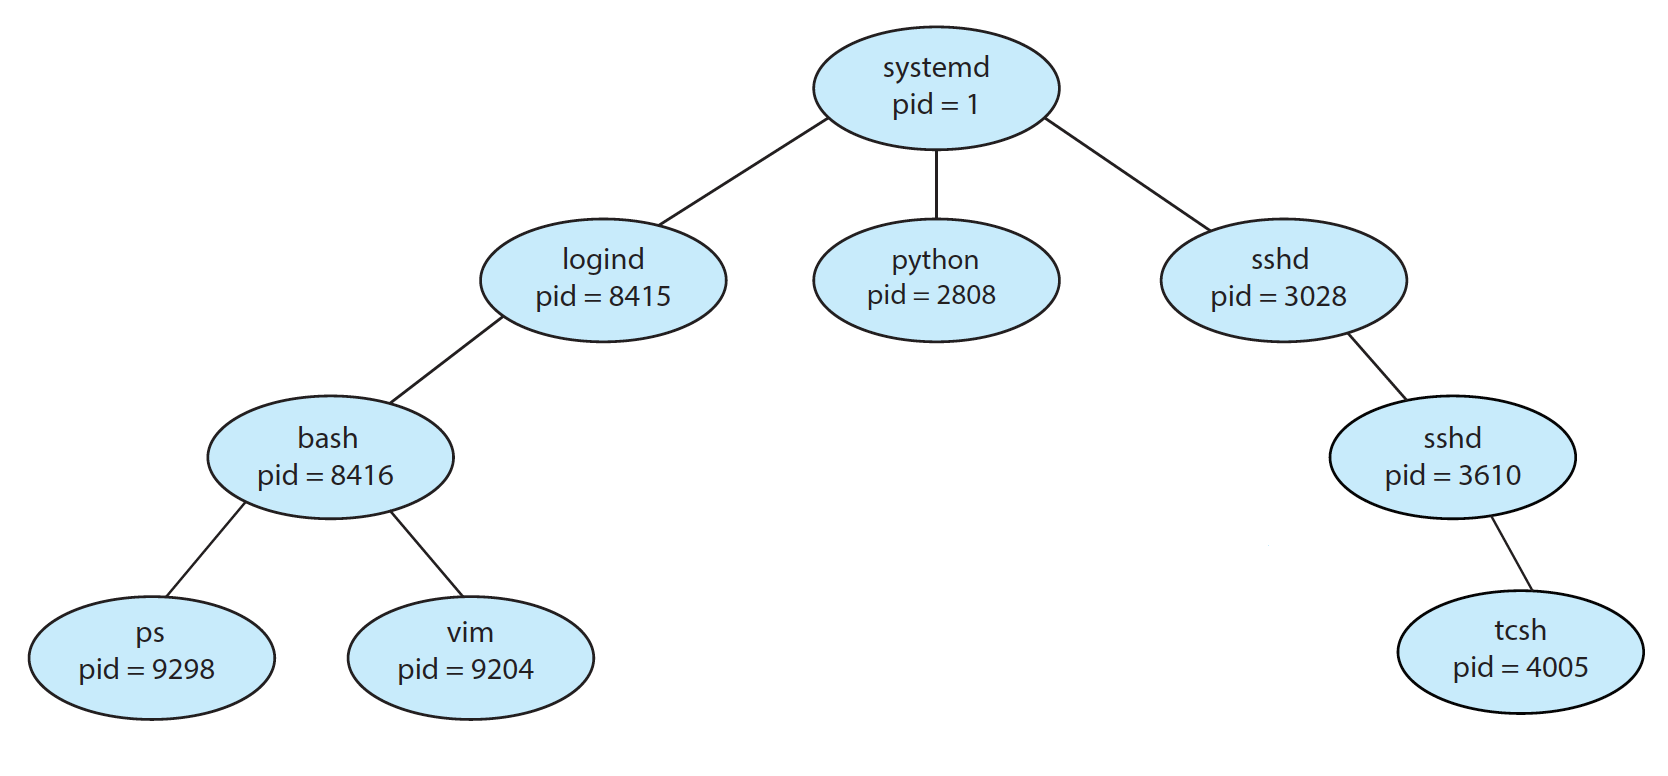 systemd
pid = 1
logind
pid = 8415
python
pid = 2808
sshd
pid = 3028
bash
pid = 8416
sshd
pid = 3610
ps
pid = 9298
vim
pid = 9204
tcsh
pid = 4005